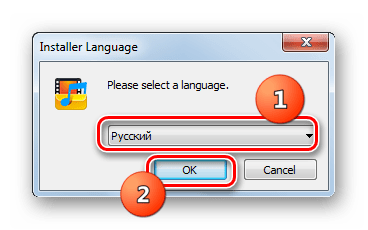 Installer Language
Please select a language.
1
Русский
OK
Cancel
2